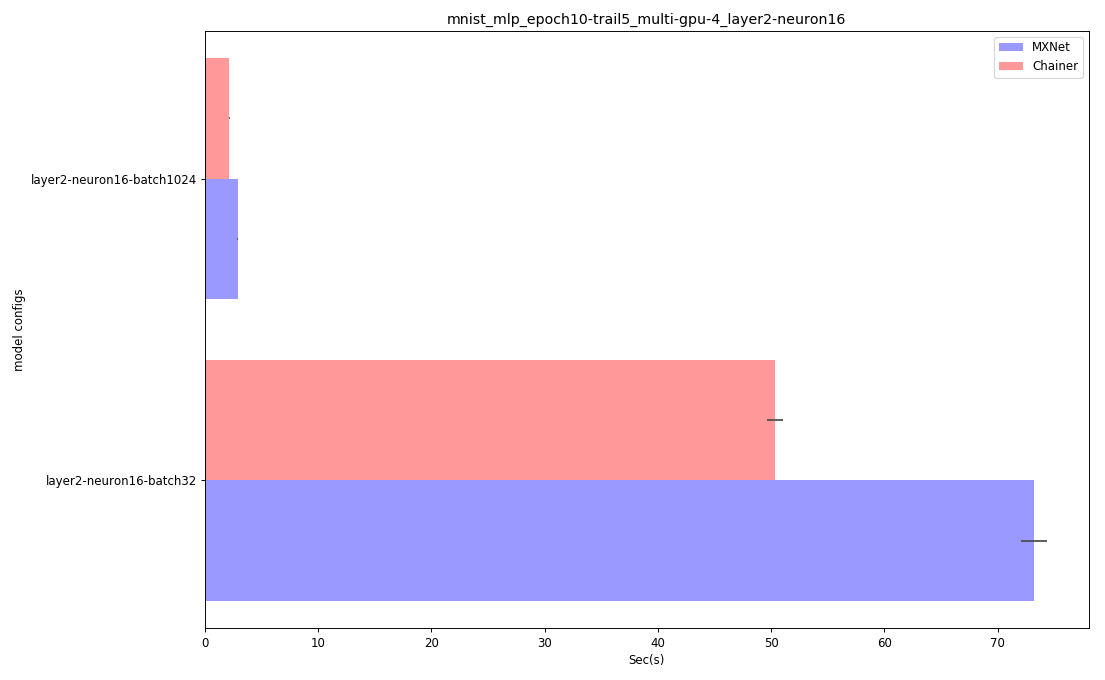 mnist_mlp_epoch10-trail5_multi-gpu-4_layer2-neuron16
MXNet
Chainer
layer2-neuron16-batch1024
model configs
layer2-neuron16-batch32
0 10 20 30 40 50 60 70
Sec(s)